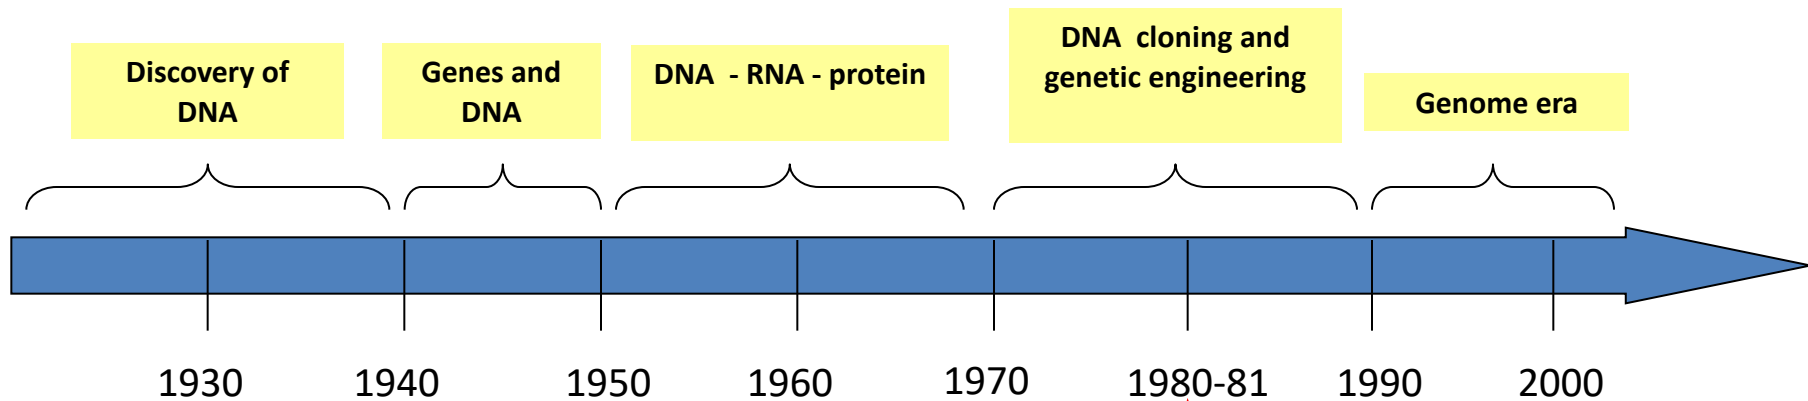 Discovery of
DNA
Genes and
DNA
DNA - RNA - protein
DNA cloning and
genetic engineering
Genome era
1930
1940
1950
1960
1970
1980-81
1990
2000